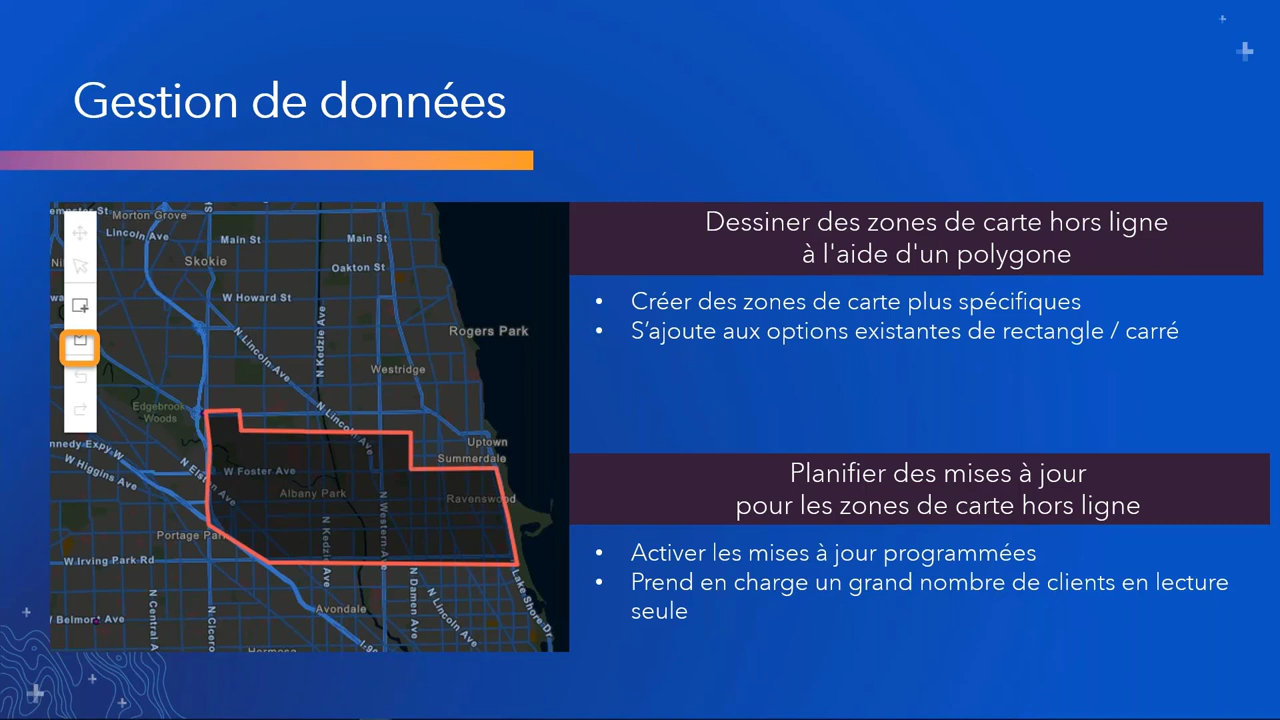 Gestion de données
Dessiner des zones de carte hors ligne
à l'aide d'un polygone
• Créer des zones de carte plus spécifiques
• S’ajoute aux options existantes de rectangle / carré
Planifier des mises à jour
pour les zones de carte hors ligne
• Activer les mises à jour programmées
• Prend en charge un grand nombre de clients en lecture
seule
Morton Grove
Lincoln Ave
Main St
Main St
Skokie
Oakton St
W Howard St
N Kedzie Ave
Rogers Park
N Lincoln Ave
Westridge
Edgebrook
Woods
N Lincoln Ave
Uptown
Summerdale
W Higgins Ave
N Elston Ave
W Foster Ave
Albany Park
Ravenswood
N Western Ave
N Kedzie Ave
Portage Park
W Irving Park Rd
N Central A
N Cicero
Avondale
N Damen Ave
N Lincoln Ave
Lake Shore Dr
Belmont Ave